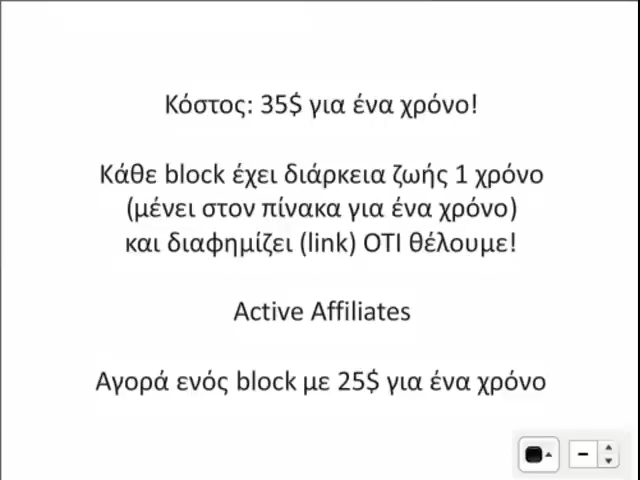 Κόστος: 35$ για ένα χρόνο!
Κάθε block έχει διάρκεια ζωής 1 χρόνο
(μένει στον πίνακα για ένα χρόνο)
και διαφημίζει (link) ΟΤΙ θέλουμε!
Active Affiliates
Αγορά ενός block με 25$ για ένα χρόνο